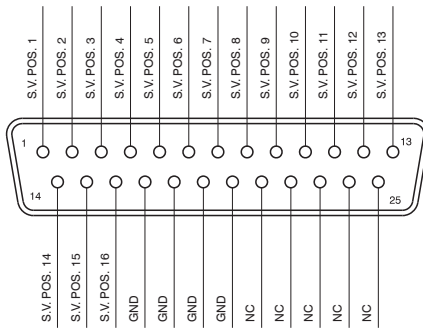 S.V. POS. 1
S.V. POS. 2
S.V. POS. 3
S.V. POS. 4
S.V. POS. 5
S.V. POS. 6
S.V. POS. 7
S.V. POS. 8
S.V. POS. 9
S.V. POS. 10
S.V. POS. 11
S.V. POS. 12
S.V. POS. 13
1
13
14
25
S.V. POS. 14
S.V. POS. 15
S.V. POS. 16
GND
GND
GND
GND
NC
NC
NC
NC
NC